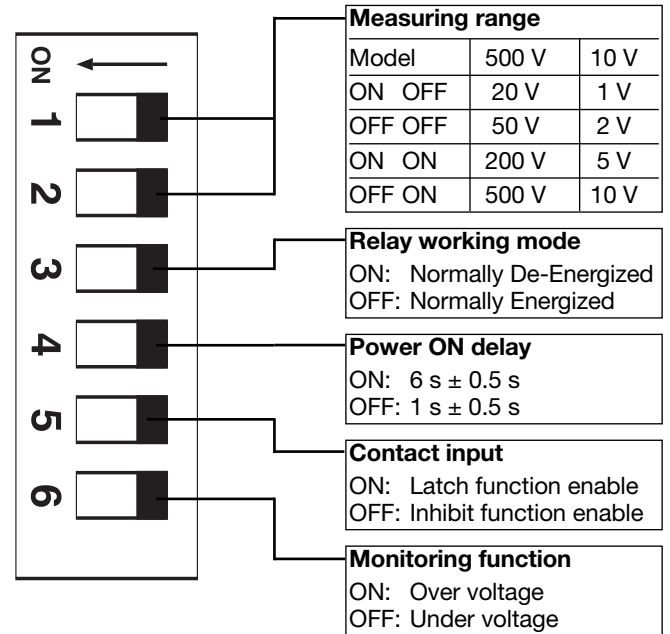 ON
1
2
3
4
5
6
Measuring range
Model 500 V 10 V
ON OFF 20 V 1 V
OFF OFF 50 V 2 V
ON ON 200 V 5 V
OFF ON 500 V 10 V
Relay working mode
ON: Normally De-Energized
OFF: Normally Energized
Power ON delay
ON: 6 s ± 0.5 s
OFF: 1 s ± 0.5 s
Contact input
ON: Latch function enable
OFF: Inhibit function enable
Monitoring function
ON: Over voltage
OFF: Under voltage